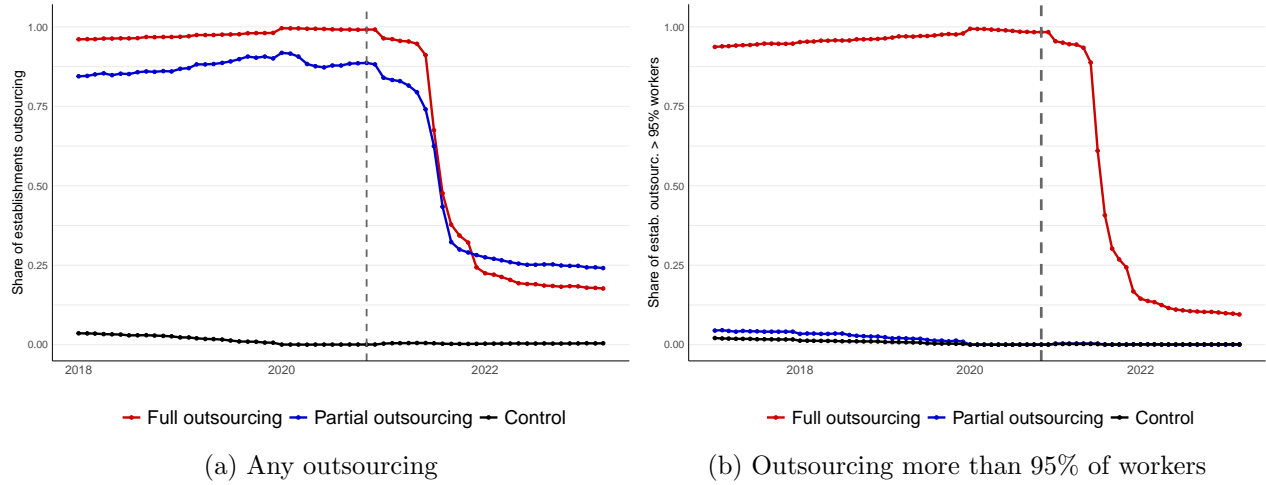 Share of establishments outsourcing
1.00
0.75
0.50
0.25
0.00
2018 2020 2022
Full outsourcing Partial outsourcing Control
(a) Any outsourcing
Share of estab. outsourc. > 95% workers
1.00
0.75
0.50
0.25
0.00
2018 2020 2022
Full outsourcing Partial outsourcing Control
(b) Outsourcing more than 95% of workers